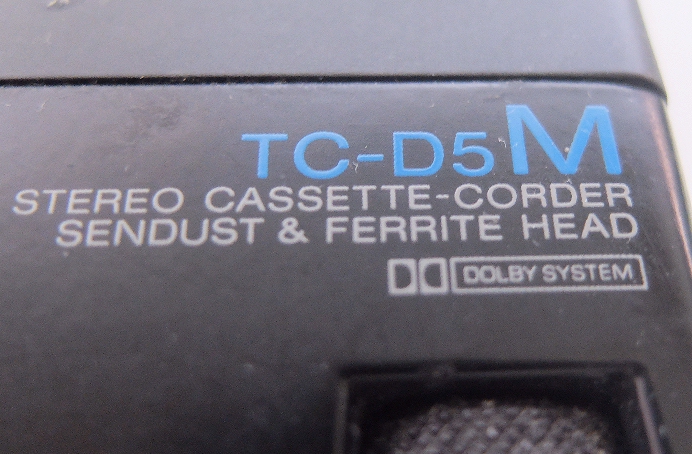 TC-D5M
STEREO CASSETTE-CORDER
SENDUST & FERRITE HEAD
DOLBY SYSTEM